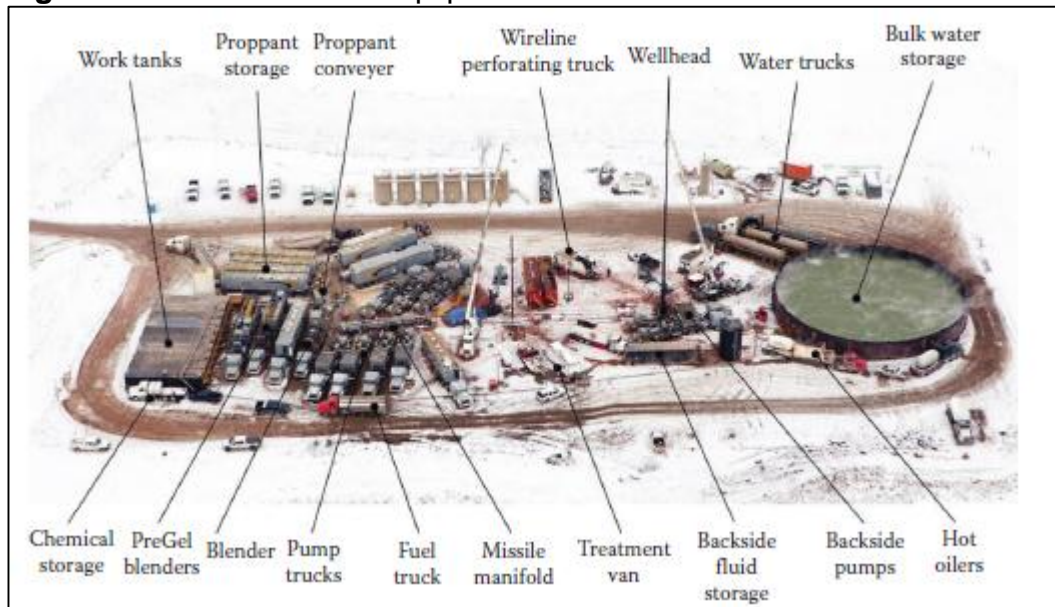 Work tanks
Proppant
storage
Proppant
conveyer
Wireline
perforating truck
Wellhead
Water trucks
Bulk water
storage
Chemical
storage
PreGel
blenders
Blender
Pump
trucks
Fuel
truck
Missile
manifold
Treatment
van
Backside
fluid
storage
Backside
pumps
Hot
oilers